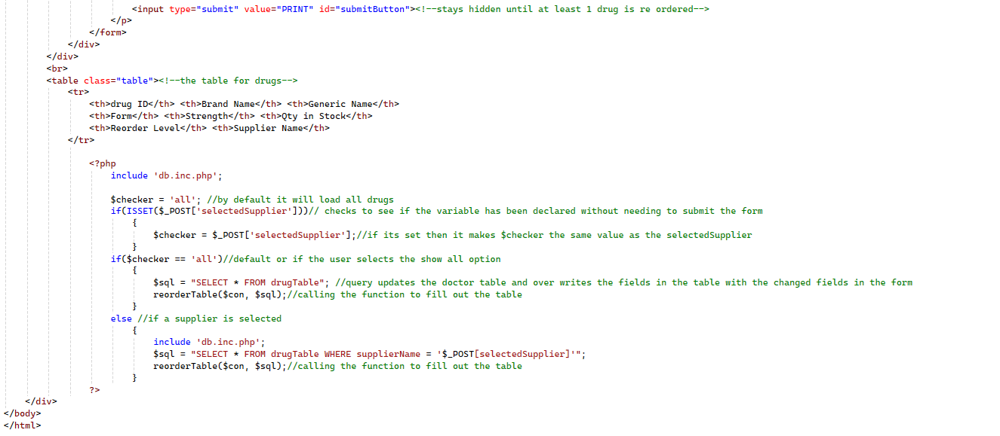 <input type="submit" value="PRINT" id="submitButton"><!--stays hidden until at least 1 drug is re ordered-->
</p>
</form>
</div>
</div>
<br>
<table class="table"><!--the table for drugs-->
<tr>
<th>drug ID</th> <th>Brand Name</th> <th>Generic Name</th>
<th>Form</th> <th>Strength</th> <th>Qty in Stock</th>
<th>Reorder Level</th> <th>Supplier Name</th>
</tr>
<?php
include 'db.inc.php';
$checker = 'all'; //by default it will load all drugs
if(ISSET($_POST['selectedSupplier']))// checks to see if the variable has been declared without needing to submit the form
{
$checker = $_POST['selectedSupplier'];//if its set then it makes $checker the same value as the selectedSupplier
}
if($checker == 'all')//default or if the user selects the show all option
{
$sql = "SELECT * FROM drugTable"; //query updates the doctor table and over writes the fields in the table with the changed fields in the form
reorderTable($con, $sql);//calling the function to fill out the table
}
else //if a supplier is selected
{
include 'db.inc.php';
$sql = "SELECT * FROM drugTable WHERE supplierName = '$_POST[selectedSupplier]'";
reorderTable($con, $sql);//calling the function to fill out the table
}
?>
</div>
</body>
</html>